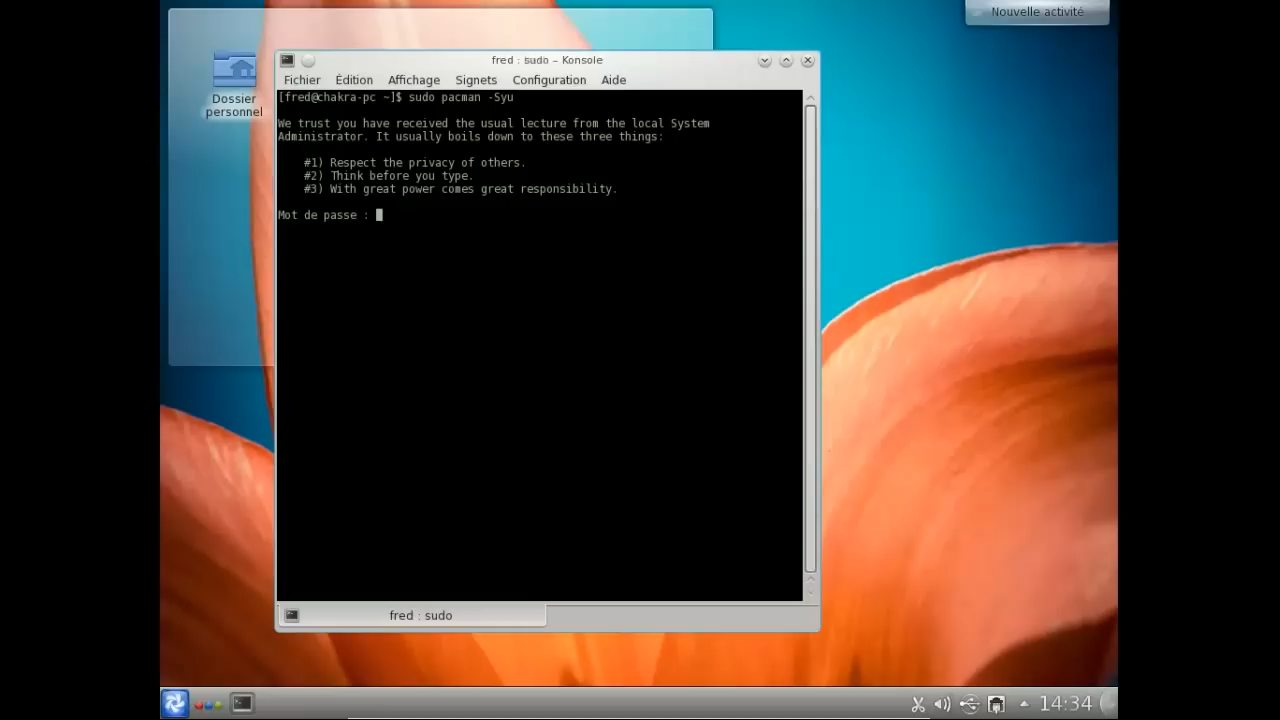 Nouvelle activité
Dossier
personnel
fred : sudo – Konsole
Fichier Édition Affichage Signets Configuration Aide
[fred@chakra-pc ~]$ sudo pacman -Syu
We trust you have received the usual lecture from the local System
Administrator. It usually boils down to these three things:
#1) Respect the privacy of others.
#2) Think before you type.
#3) With great power comes great responsibility.
Mot de passe :
fred : sudo
14:34